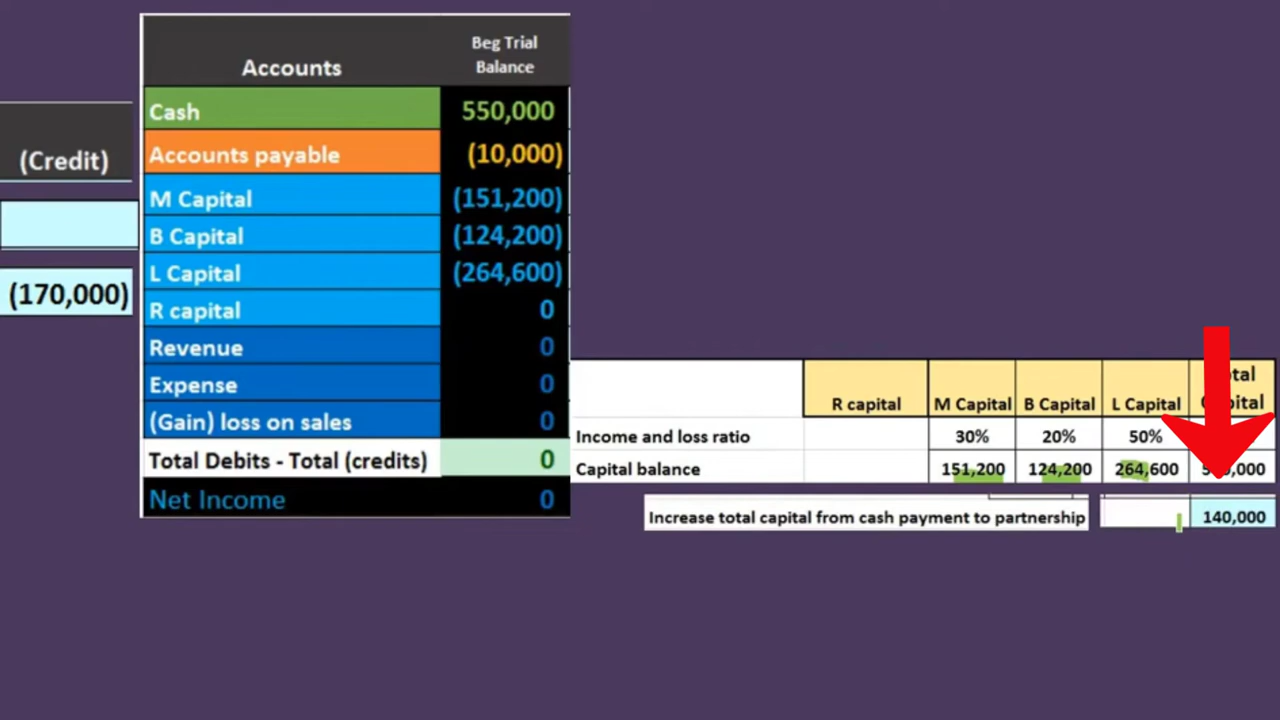 Beg Trial
Accounts Balance
(Credit)
(170,000)
Cash 550,000
Accounts payable (10,000)
M Capital (151,200)
B Capital (124,200)
L Capital (264,600)
R capital 0
Revenue 0
Expense 0
(Gain) loss on sales 0
Total Debits - Total (credits) 0
Net Income 0
R capital M Capital B Capital L Capital
Income and loss ratio 30% 20% 50%
Capital balance 151,200 124,200 264,600
Increase total capital from cash payment to partnership 140,000